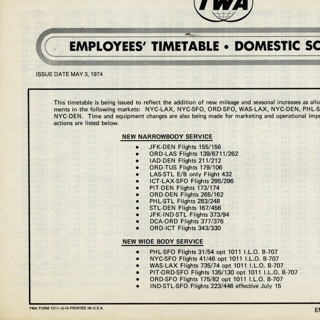 TWA
EMPLOYEES' TIMETABLE • DOMESTIC SC
ISSUE DATE MAY 3, 1974
This timetable is being issued to reflect the addition of new mileage and seasonal increases as allo
ments in the following markets: NYC-LAX, NYC-SFO, ORD-SFO, WAS-LAX, NYC-DEN, PHL-S
NYC-DEN. Time and equipment changes are also being made for marketing and operational impr
actions are listed below.
NEW NARROWBODY SERVICE
• JFK-DEN Flights 155/156
• ORD-LAS Flights 139/6711/262
• IAD-DEN Flights 211/212
• ORD-TUS Flights 179/106
• LAS-STL E/B only Flight 432
• ICT-LAX-SFO Flights 295/296
• PIT-DEN Flights 173/174
• ORD-DEN Flights 265/162
• PHL-STL Flights 283/248
• STL-DEN Flights 167/456
• JFK-IND-STL Flights 373/94
• DCA-ORD Flights 377/376
• ORD-ICT Flights 343/330
NEW WIDE BODY SERVICE
• PHL-SFO Flights 31/54 opt 1011 I.L.O. B-707
• NYC-SFO Flights 41/46 opt 1011 I.L.O. B-707
• WAS-LAX Flights 735/74 opt 1011 I.L.O. B-707
• PIT-ORD-SFO Flights 135/130 opt 1011 I.L.O. B-707
• ORD-SFO Flights 175/82 opt 1011 I.L.O. B-707
• IND-STL-SFO Flights 223/446 effective July 15
PRINTED IN U.S.A.